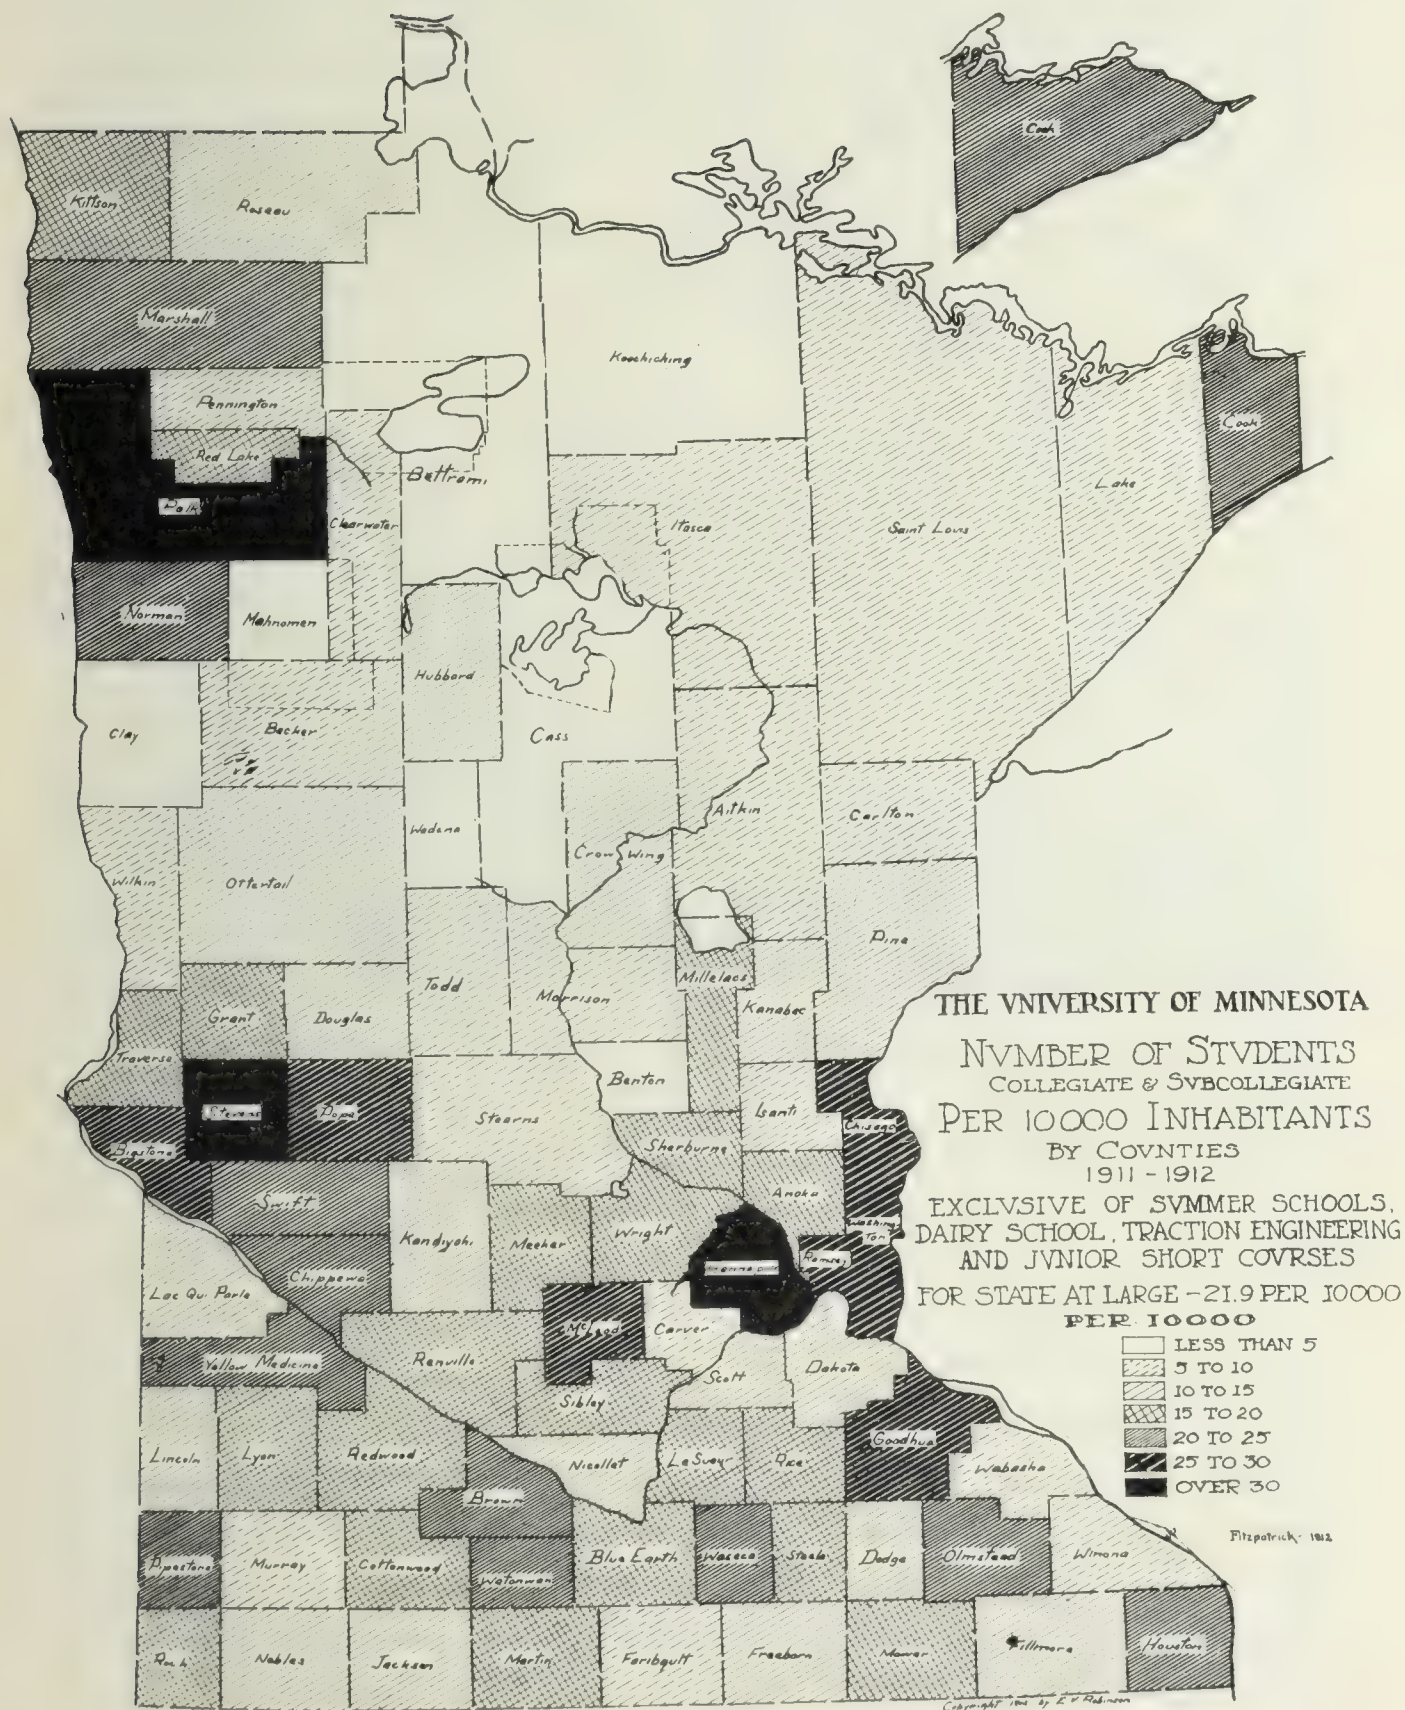 Cook
Kittson
Roseau
Marshall
Koochiching
Pennington
Red Lake
Polk
Beltrami
Clearwater
Itasca
Saint Louis
Lake
Cook
Norman
Mahnomen
Hubbard
Clay
Becker
Cass
Wadena
Crow Wing
Aitkin
Carlton
Wilkin
Ottertail
Pine
Todd
Morrison
Millelacs
Kanabec
Grant
Douglas
Traverse
Benton
Stevens
Pope
Stearns
Isanti
Chisago
Bigstone
Sherburne
Swift
Anoka
Kandiyohi
Meeker
Wright
Washing
ton
Ramsey
Chippewa
Lac Qui Parle
McLeod
Carver
Yellow Medicine
Renville
Scott
Dakota
Sibley
Lincoln
Lyon
Redwood
Nicollet
LeSueur
Rice
Goodhue
Wabasha
Brown
Pipestone
Murray
Cottonwood
Watonwan
Blue Earth
Waseca
Steele
Dodge
Olmstead
Winona
Rock
Nobles
Jackson
Martin
Faribault
Freeborn
Mower
Fillmore
Houston
THE VNIVERSITY OF MINNESOTA
NVMBER OF STVDENTS
COLLEGIATE & SVBCOLLEGIATE
PER 10000 INHABITANTS
BY COVNTIES
1911-1912
EXCLVSIVE OF SVMMER SCHOOLS,
DAIRY SCHOOL, TRACTION ENGINEERING
AND JVNIOR SHORT COVRSES
FOR STATE AT LARGE - 21.9 PER 10000
PER 10000
LESS THAN 5
5 TO 10
10 TO 15
15 TO 20
20 TO 25
25 TO 30
OVER 30
Fitzpatrick - 1912
Copyright by E V Robinson